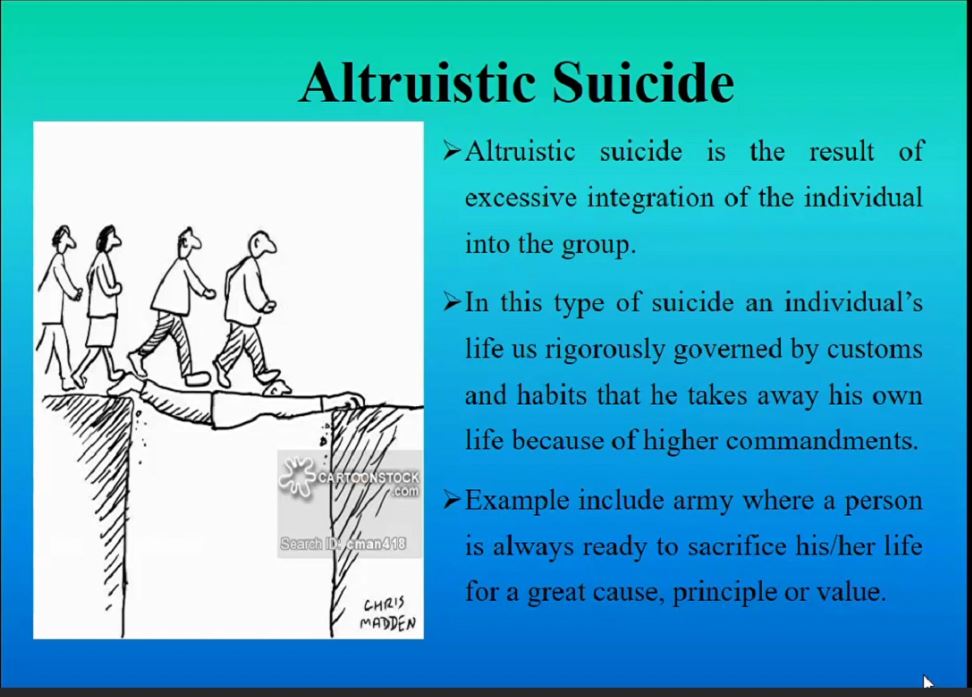 Altruistic Suicide
➢Altruistic suicide is the result of
excessive integration of the individual
into the group.
➢In this type of suicide an individual’s
life us rigorously governed by customs
and habits that he takes away his own
life because of higher commandments.
➢Example include army where a person
is always ready to sacrifice his/her life
for a great cause, principle or value.
CARTOONSTOCK
.com
Search ID: cman418
CHRIS
MADDEN